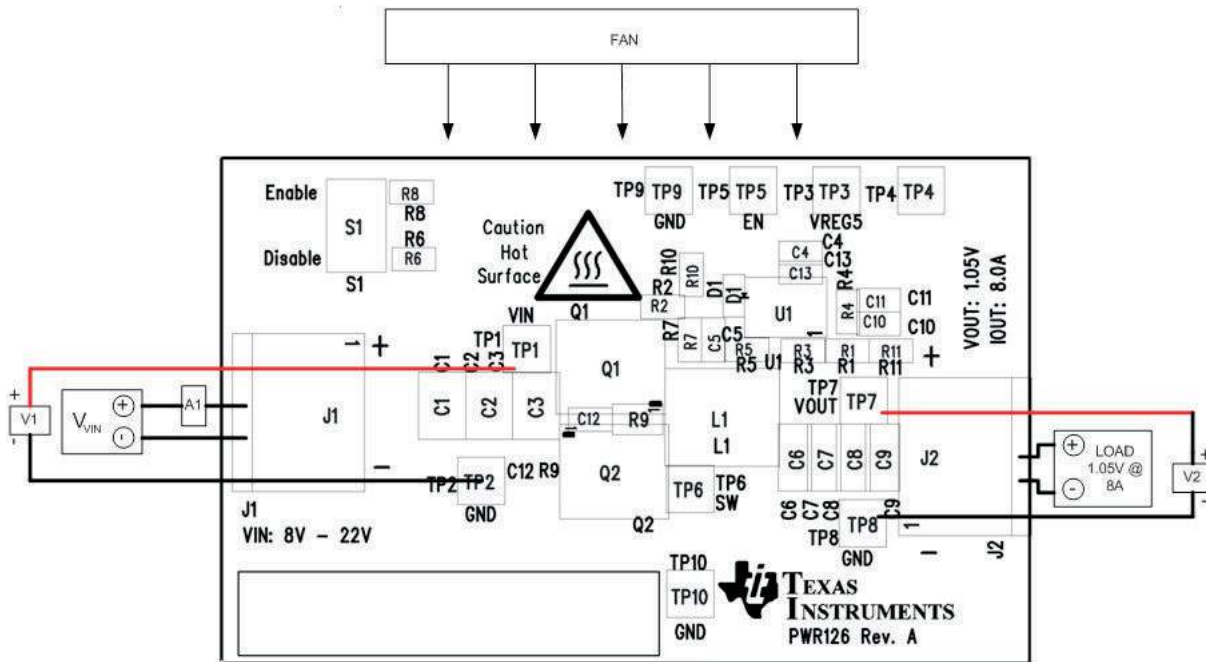 FAN
Enable
S1
R8
R8
R6
R6
Disable
S1
Caution
Hot
Surface
TP9 TP9
GND
TP5 TP5
EN
TP3 TP3
VREG5
TP4 TP4
C4
C4
C13
C13
R10
R10
R2
R2
D1
D1
U1
1
R4
R4
C11
C11
C10
C10
VOUT: 1.05V
IOUT: 8.0A
Q1
VIN
TP1
TP1
C1
C2
C3
C1
C2
C3
Q1
R7
R7
C5
C5
R5
R5
U1
R3
R3
R1
R1
R11
R11
+
+
V1
-
VVIN
+
-
A1
1
+
J1
-
J1
VIN: 8V - 22V
TP2
TP2
GND
C12 R9
C12
R9
1
1
Q2
Q2
L1
L1
TP6
TP6
SW
TP7
VOUT
TP7
C6
C7
C8
C9
C6
C7
C8
C9
TP8
TP8
GND
J2
1
-
J2
+
-
LOAD
1.05V @
8A
+
V2
-
TP10
TP10
GND
ti
TEXAS
INSTRUMENTS
PWR126 Rev. A